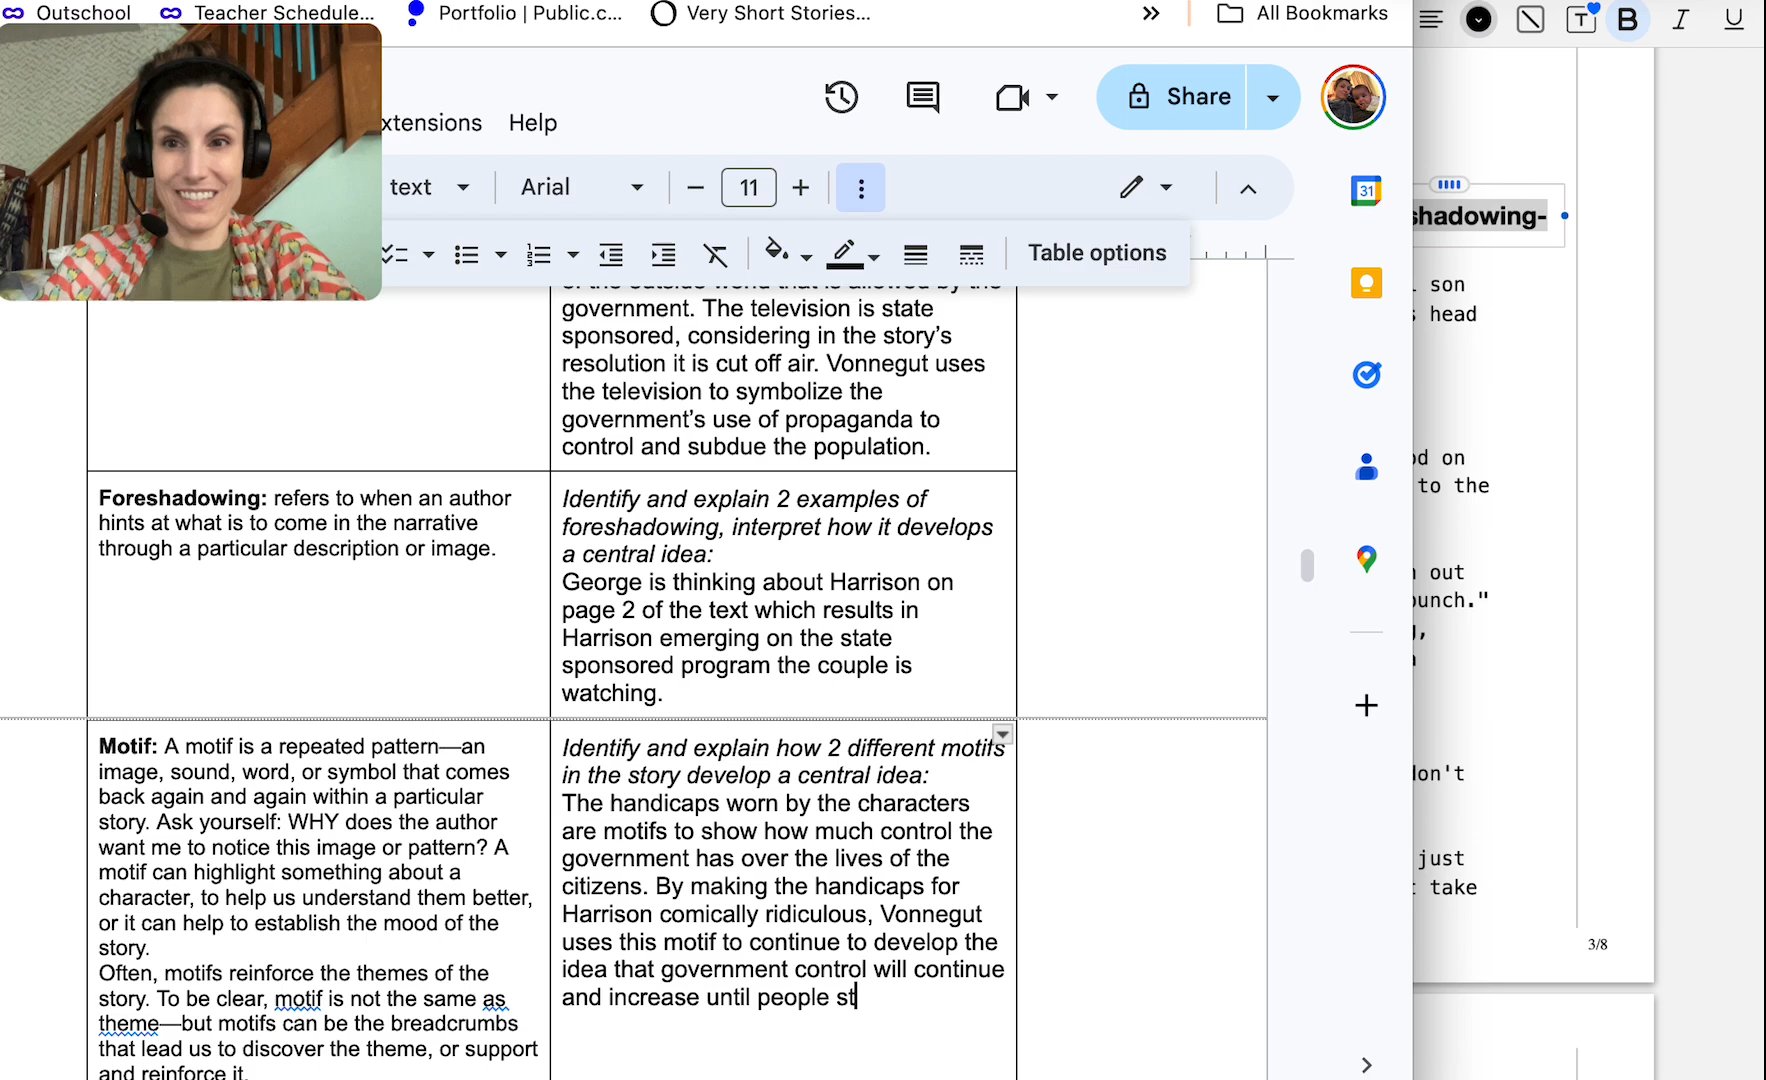 Outschool
Teacher Schedule...
Portfolio | Public.c...
Very Short Stories...
All Bookmarks
xtensions Help
Share
text
Arial
11
Table options
31
of the outside world that is allowed by the
government. The television is state
sponsored, considering in the story's
resolution it is cut off air. Vonnegut uses
the television to symbolize the
government's use of propaganda to
control and subdue the population.
Foreshadowing: refers to when an author
hints at what is to come in the narrative
through a particular description or image.
Identify and explain 2 examples of
foreshadowing, interpret how it develops
a central idea:
George is thinking about Harrison on
page 2 of the text which results in
Harrison emerging on the state
sponsored program the couple is
watching.
Motif: A motif is a repeated pattern—an
image, sound, word, or symbol that comes
back again and again within a particular
story. Ask yourself: WHY does the author
want me to notice this image or pattern? A
motif can highlight something about a
character, to help us understand them better,
or it can help to establish the mood of the
story.
Often, motifs reinforce the themes of the
story. To be clear, motif is not the same as
theme—but motifs can be the breadcrumbs
that lead us to discover the theme, or support
and reinforce it.
Identify and explain how 2 different motifs
in the story develop a central idea:
The handicaps worn by the characters
are motifs to show how much control the
government has over the lives of the
citizens. By making the handicaps for
Harrison comically ridiculous, Vonnegut
uses this motif to continue to develop the
idea that government control will continue
and increase until people st
T B I U
shadowing-
son
head
on
to the
out
bunch."
don't
just
take
3/8